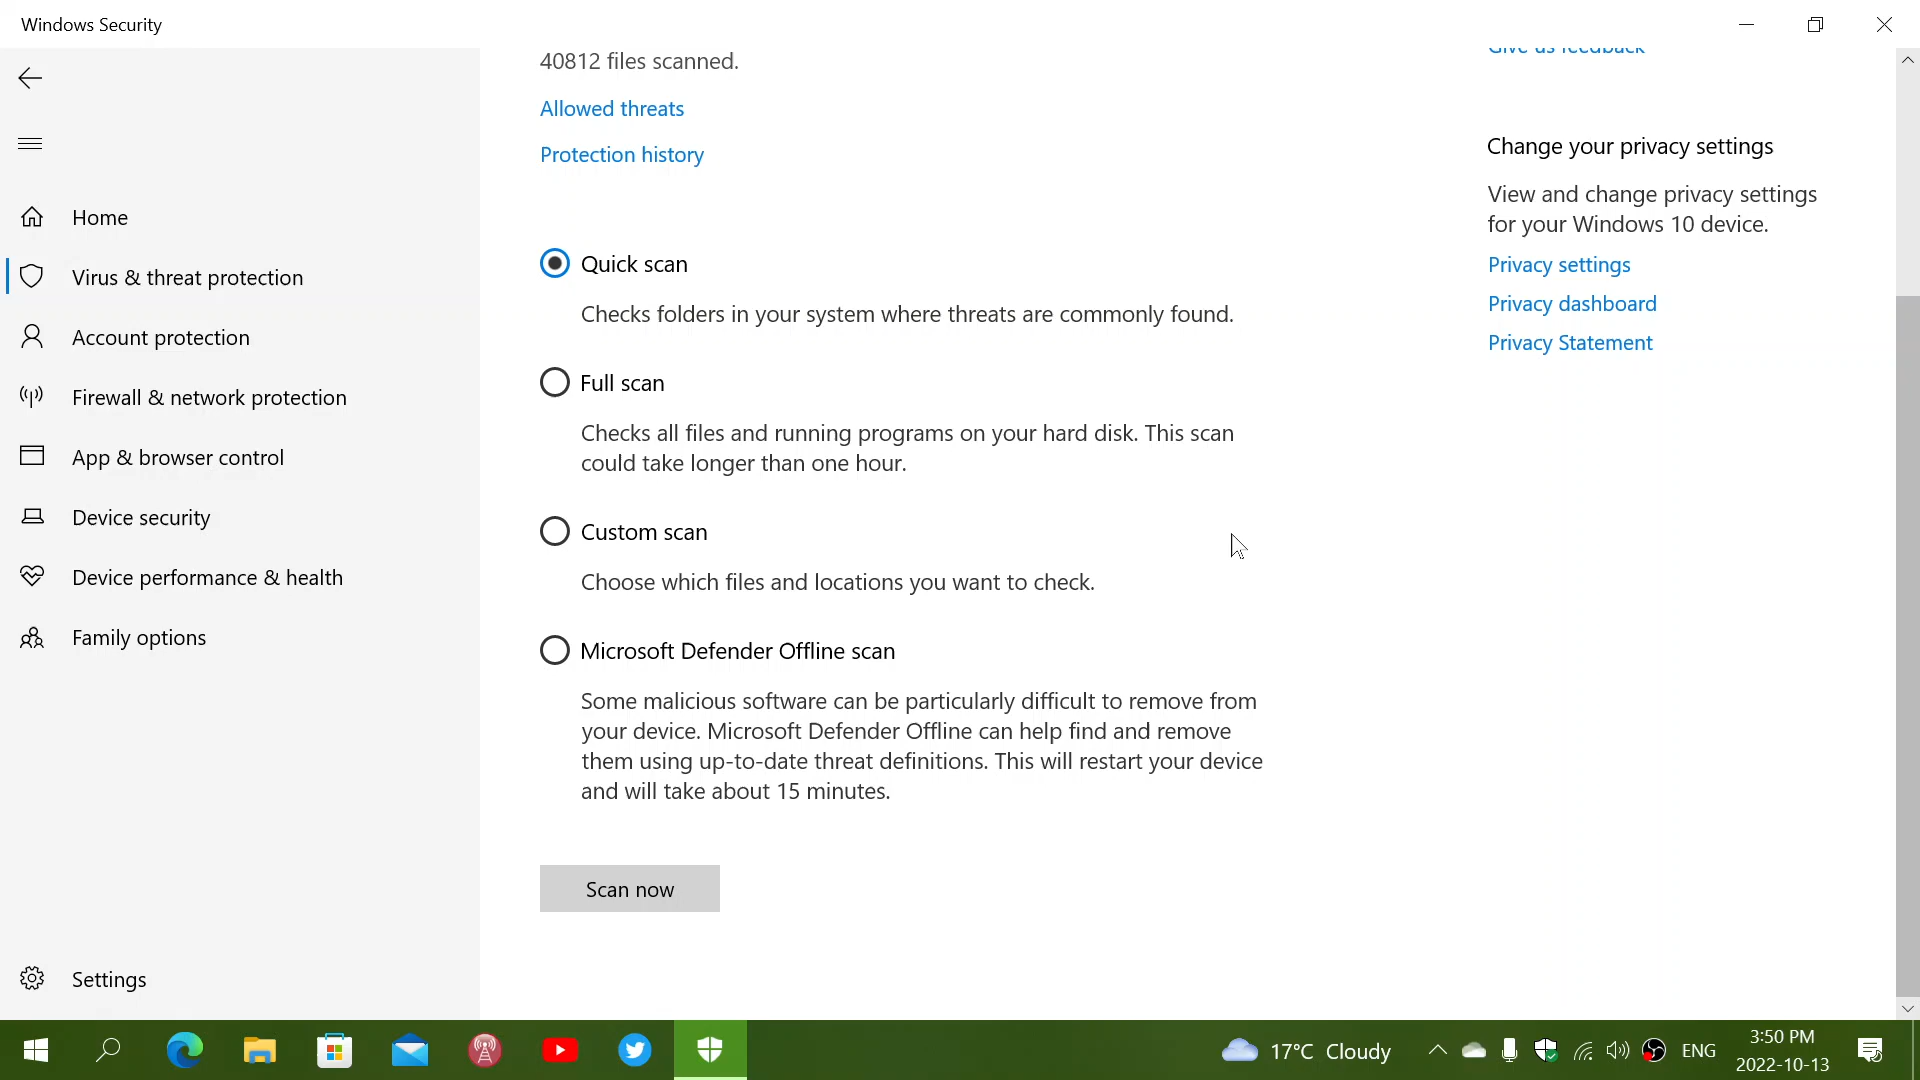 Windows Security
40812 files scanned.
Allowed threats
Protection history
Quick scan
Checks folders in your system where threats are commonly found.
Full scan
Checks all files and running programs on your hard disk. This scan
could take longer than one hour.
Custom scan
Choose which files and locations you want to check.
Microsoft Defender Offline scan
Some malicious software can be particularly difficult to remove from
your device. Microsoft Defender Offline can help find and remove
them using up-to-date threat definitions. This will restart your device
and will take about 15 minutes.
Scan now
Give us feedback
Change your privacy settings
View and change privacy settings
for your Windows 10 device.
Privacy settings
Privacy dashboard
Privacy Statement
Home
Virus & threat protection
Account protection
Firewall & network protection
App & browser control
Device security
Device performance & health
Family options
Settings
17°C Cloudy
ENG
3:50 PM
2022-10-13